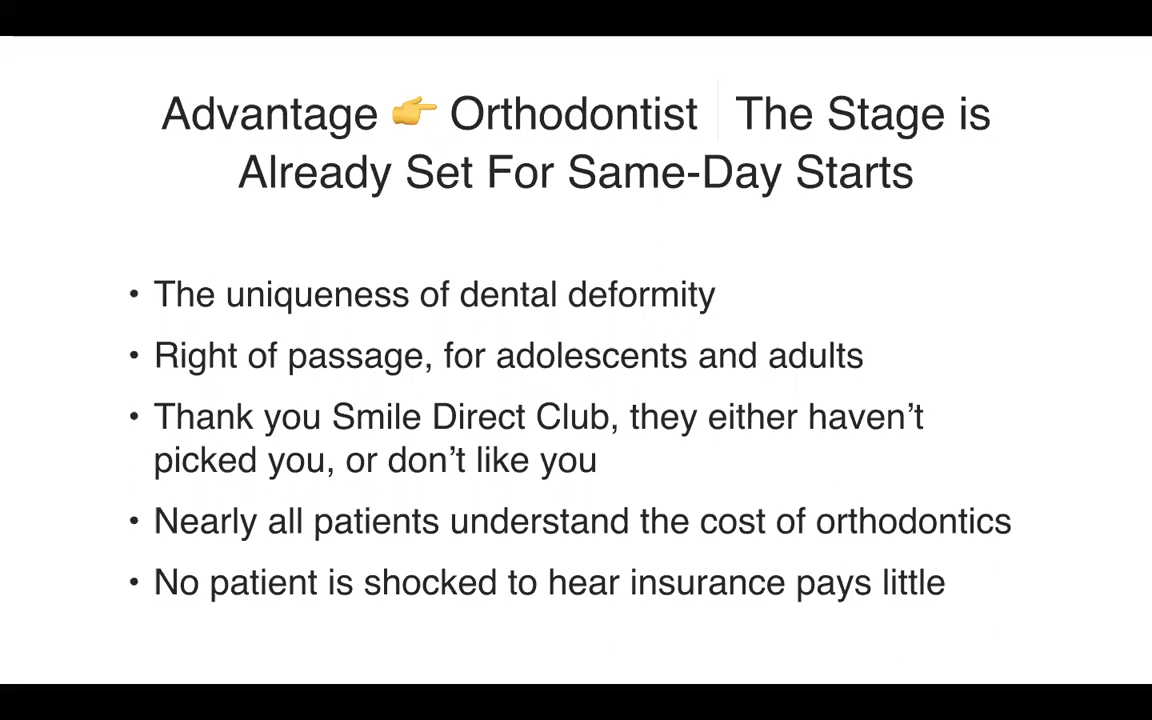 Advantage 👉 Orthodontist | The Stage is
Already Set For Same-Day Starts
• The uniqueness of dental deformity
• Right of passage, for adolescents and adults
• Thank you Smile Direct Club, they either haven’t
picked you, or don’t like you
• Nearly all patients understand the cost of orthodontics
• No patient is shocked to hear insurance pays little